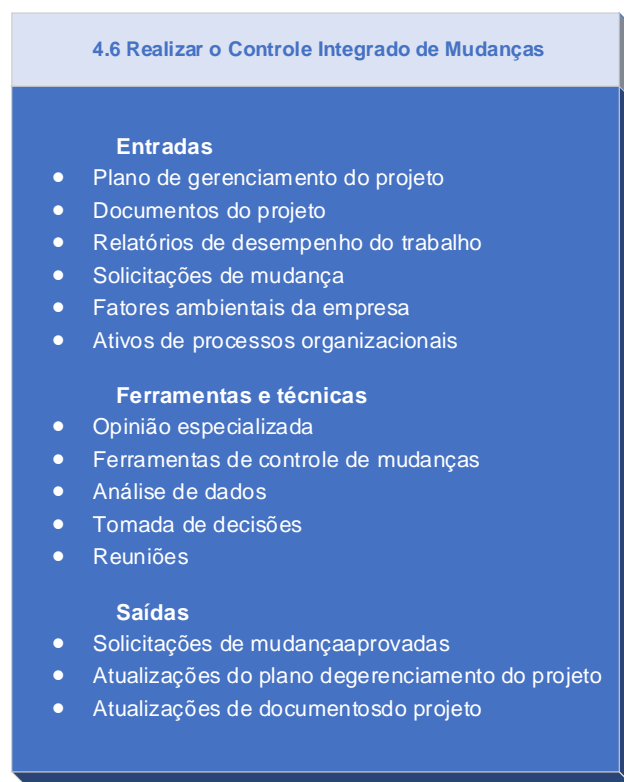 4.6 Realizar o Controle Integrado de Mudanças
Entradas
• Plano de gerenciamento do projeto
• Documentos do projeto
• Relatórios de desempenho do trabalho
• Solicitações de mudança
• Fatores ambientais da empresa
• Ativos de processos organizacionais
Ferramentas e técnicas
• Opinião especializada
• Ferramentas de controle de mudanças
• Análise de dados
• Tomada de decisões
• Reuniões
Saídas
• Solicitações de mudançaaprovadas
• Atualizações do plano degerenciamento do projeto
• Atualizações de documentosdo projeto